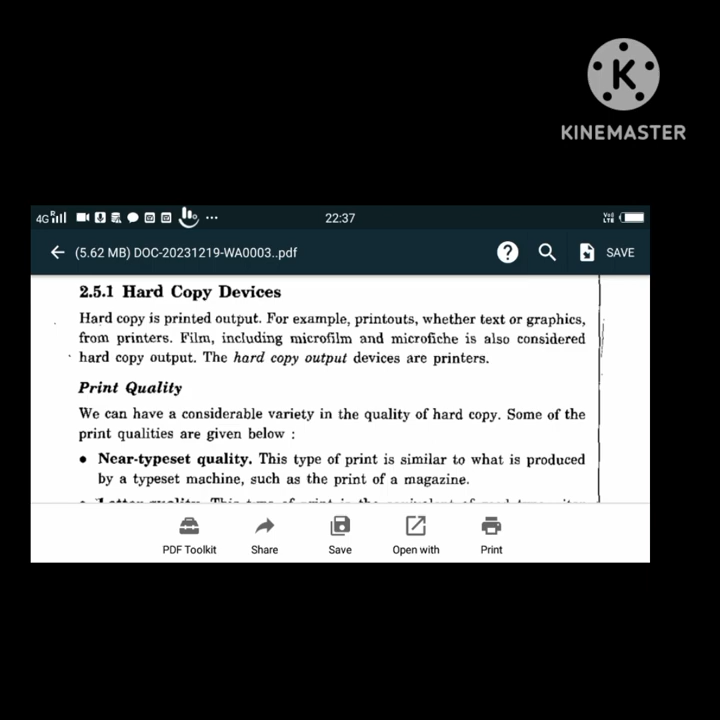 KINEMASTER
4G R 22:37 VoD LTE
(5.62 MB) DOC-20231219-WA0003..pdf ? SAVE
2.5.1 Hard Copy Devices
Hard copy is printed output. For example, printouts, whether text or graphics,
from printers. Film, including microfilm and microfiche is also considered
hard copy output. The hard copy output devices are printers.
Print Quality
We can have a considerable variety in the quality of hard copy. Some of the
print qualities are given below :
• Near-typeset quality. This type of print is similar to what is produced
by a typeset machine, such as the print of a magazine.
PDF Toolkit Share Save Open with Print